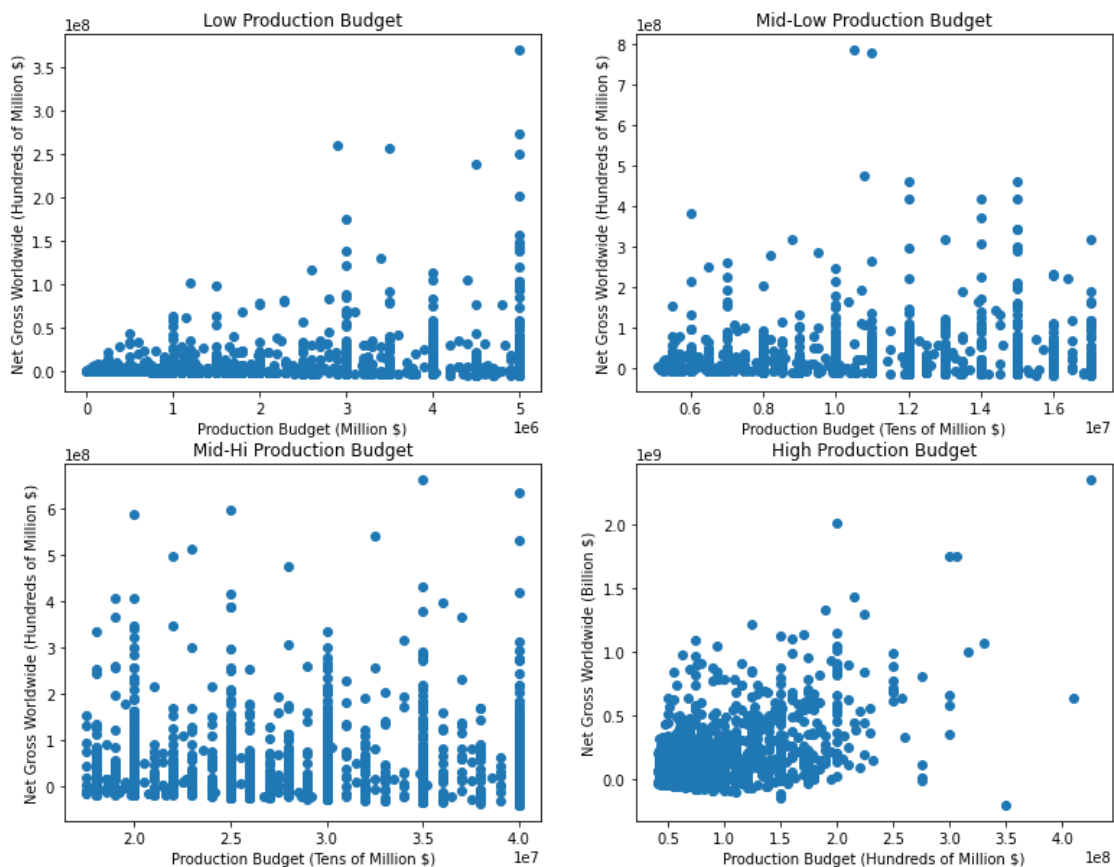 Low Production Budget
1e8
Net Gross Worldwide (Hundreds of Million $)
3.5
3.0
2.5
2.0
1.5
1.0
0.5
0.0
0 1 2 3 4 5
1e6
Production Budget (Million $)
Mid-Low Production Budget
1e8
Net Gross Worldwide (Hundreds of Million $)
8
7
6
5
4
3
2
1
0
0.6 0.8 1.0 1.2 1.4 1.6
1e7
Production Budget (Tens of Million $)
Mid-Hi Production Budget
1e8
Net Gross Worldwide (Hundreds of Million $)
6
5
4
3
2
1
0
2.0 2.5 3.0 3.5 4.0
1e7
Production Budget (Tens of Million $)
High Production Budget
1e9
Net Gross Worldwide (Billion $)
2.0
1.5
1.0
0.5
0.0
0.5 1.0 1.5 2.0 2.5 3.0 3.5 4.0
1e8
Production Budget (Hundreds of Million $)